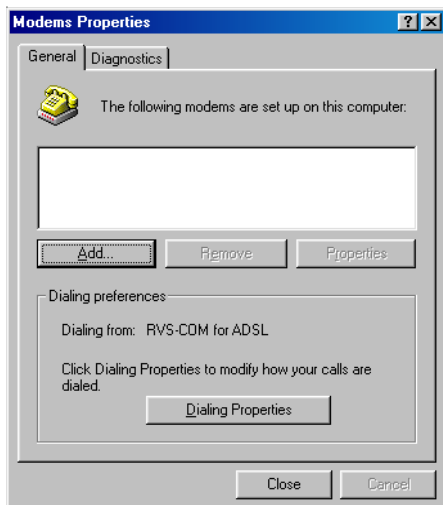 Modems Properties
General Diagnostics
The following modems are set up on this computer:
Add... Remove Properties
Dialing preferences
Dialing from: RVS-COM for ADSL
Click Dialing Properties to modify how your calls are
dialed.
Dialing Properties
Close Cancel